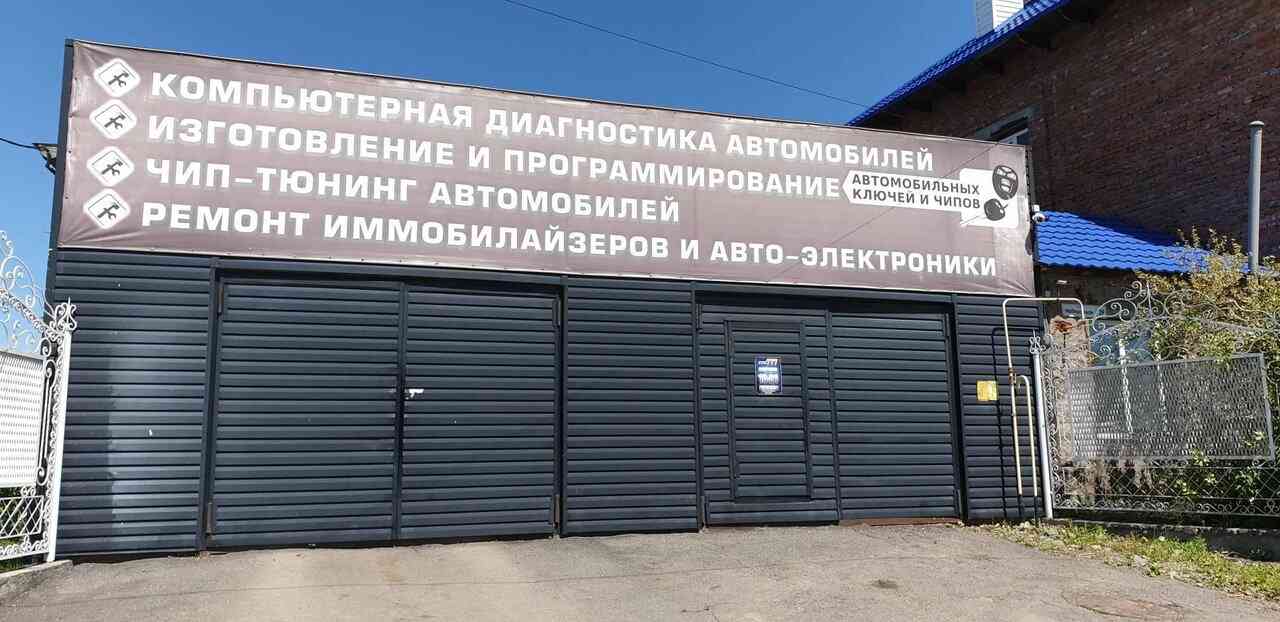 КОМПЬЮТЕРНАЯ ДИАГНОСТИКА АВТОМОБИЛЕЙ
ИЗГОТОВЛЕНИЕ И ПРОГРАММИРОВАНИЕ
АВТОМОБИЛЬНЫХ
КЛЮЧЕЙ И ЧИПОВ
ЧИП-ТЮНИНГ АВТОМОБИЛЕЙ
РЕМОНТ ИММОБИЛАЙЗЕРОВ И АВТО-ЭЛЕКТРОНИКИ